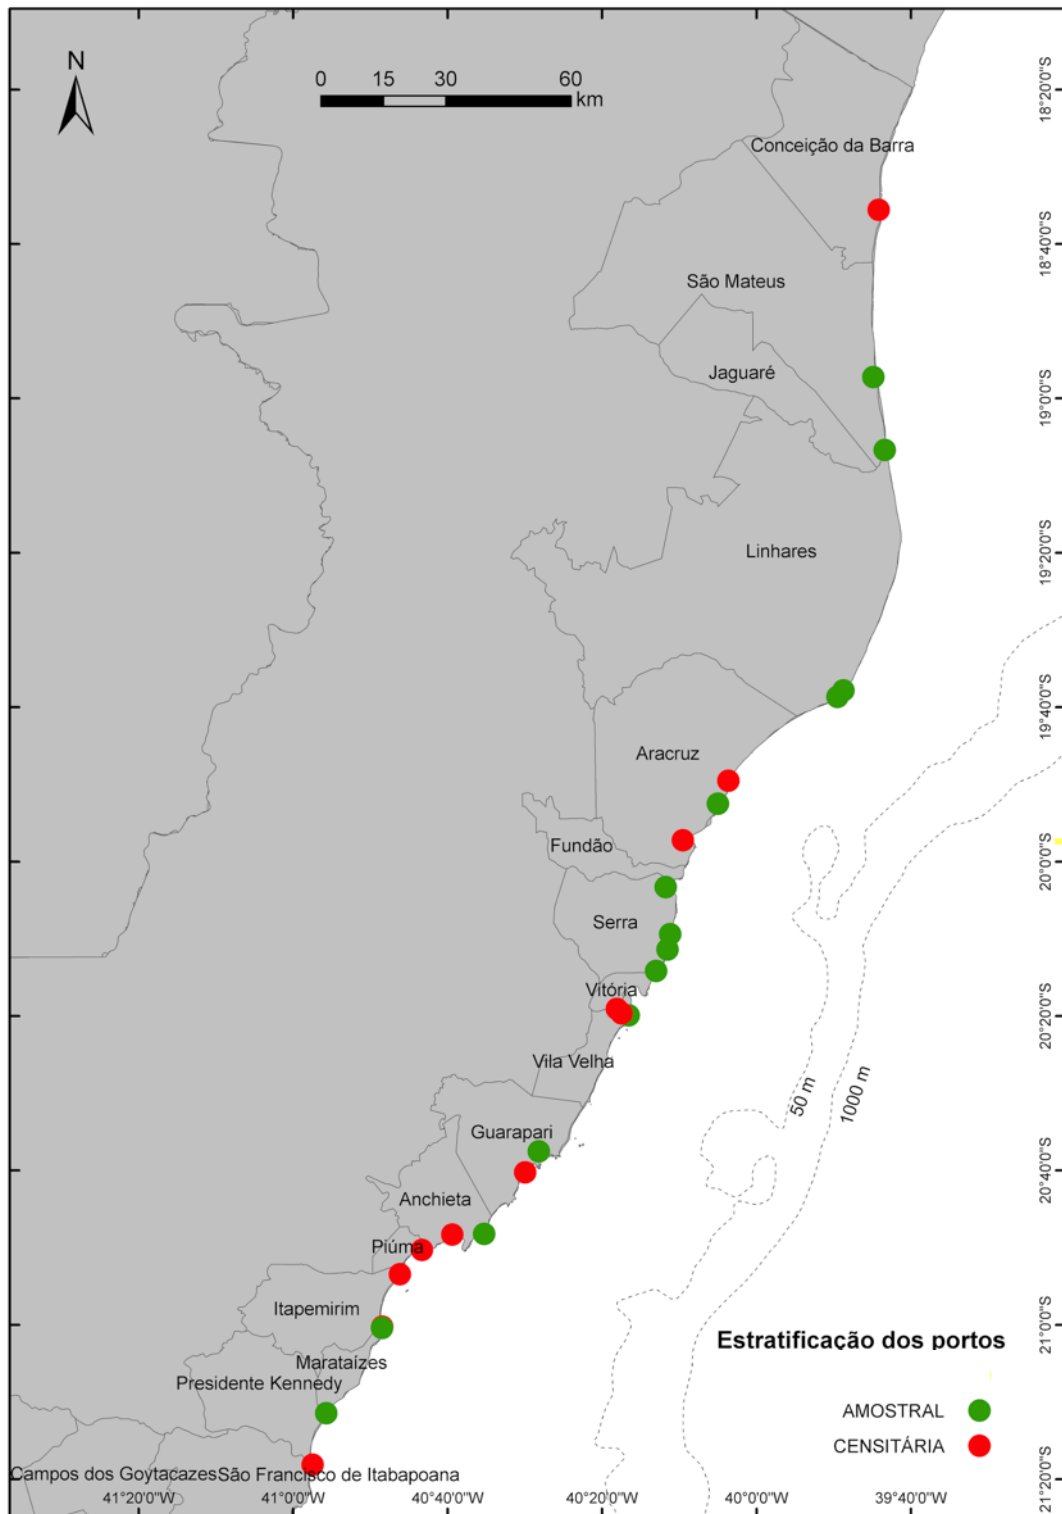 N
0 15 30 60
km
Conceição da Barra
São Mateus
Jaguaré
Linhares
Aracruz
Fundão
Serra
Vitória
Vila Velha
Guarapari
Anchieta
Piúma
Itapemirim
Marataízes
Presidente Kennedy
Campos dos Goytacazes
São Francisco de Itabapoana
50 m
1000 m
Estratificação dos portos
AMOSTRAL
CENSITÁRIA
18°20'0"S
18°40'0"S
19°0'0"S
19°20'0"S
19°40'0"S
20°0'0"S
20°20'0"S
20°40'0"S
21°0'0"S
21°20'0"S
41°20'0"W 41°0'0"W 40°40'0"W 40°20'0"W 40°0'0"W 39°40'0"W